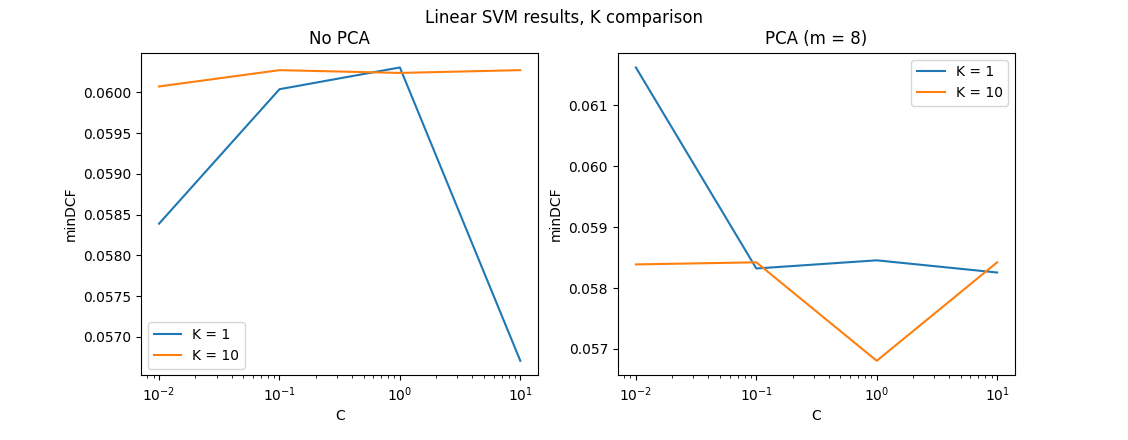 Linear SVM results, K comparison
No PCA
minDCF
0.0600
0.0595
0.0590
0.0585
0.0580
0.0575
0.0570
K = 1
K = 10
10⁻² 10⁻¹ 10⁰ 10¹
C
PCA (m = 8)
minDCF
0.061
0.060
0.059
0.058
0.057
K = 1
K = 10
10⁻² 10⁻¹ 10⁰ 10¹
C